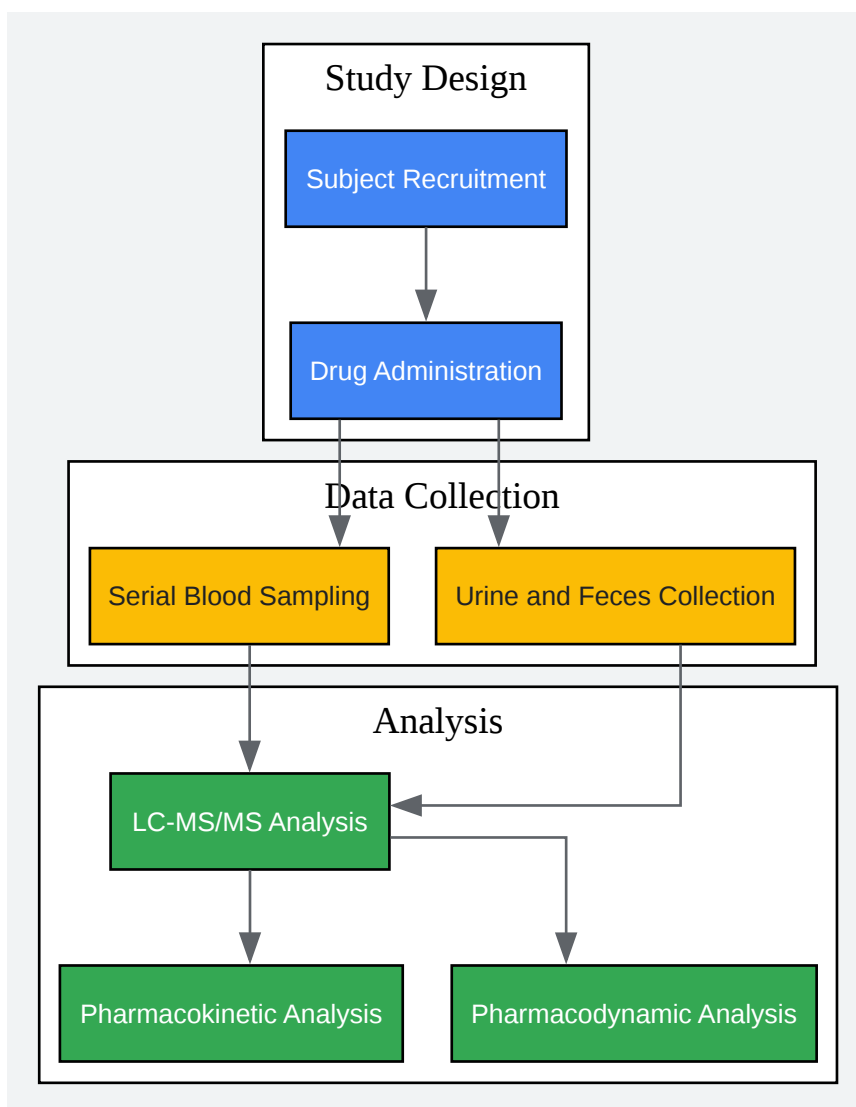 Study Design
Subject Recruitment
Drug Administration
Data Collection
Serial Blood Sampling
Urine and Feces Collection
Analysis
LC-MS/MS Analysis
Pharmacokinetic Analysis
Pharmacodynamic Analysis